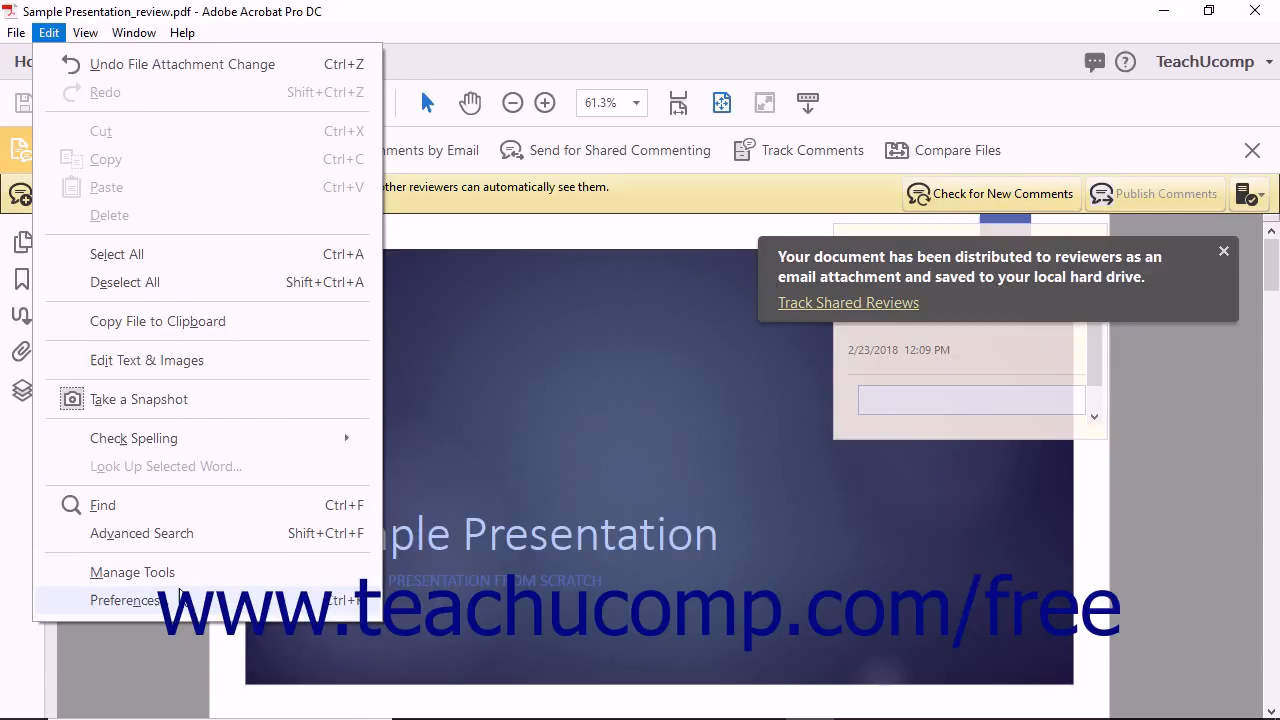 Sample Presentation_review.pdf - Adobe Acrobat Pro DC
File Edit View Window Help
Undo File Attachment Change Ctrl+Z
Redo Shift+Ctrl+Z
Cut Ctrl+X
Copy Ctrl+C
Paste Ctrl+V
Delete
Select All Ctrl+A
Deselect All Shift+Ctrl+A
Copy File to Clipboard
Edit Text & Images
Take a Snapshot
Check Spelling
Look Up Selected Word...
Find Ctrl+F
Advanced Search Shift+Ctrl+F
Manage Tools
Preferences
TeachUcomp
61.3%
by Email Send for Shared Commenting Track Comments Compare Files
other reviewers can automatically see them.
Check for New Comments Publish Comments
Your document has been distributed to reviewers as an
email attachment and saved to your local hard drive.
Track Shared Reviews
2/23/2018 12:09 PM
Presentation
PRESENTATION FROM SCRATCH
www.teachucomp.com/free